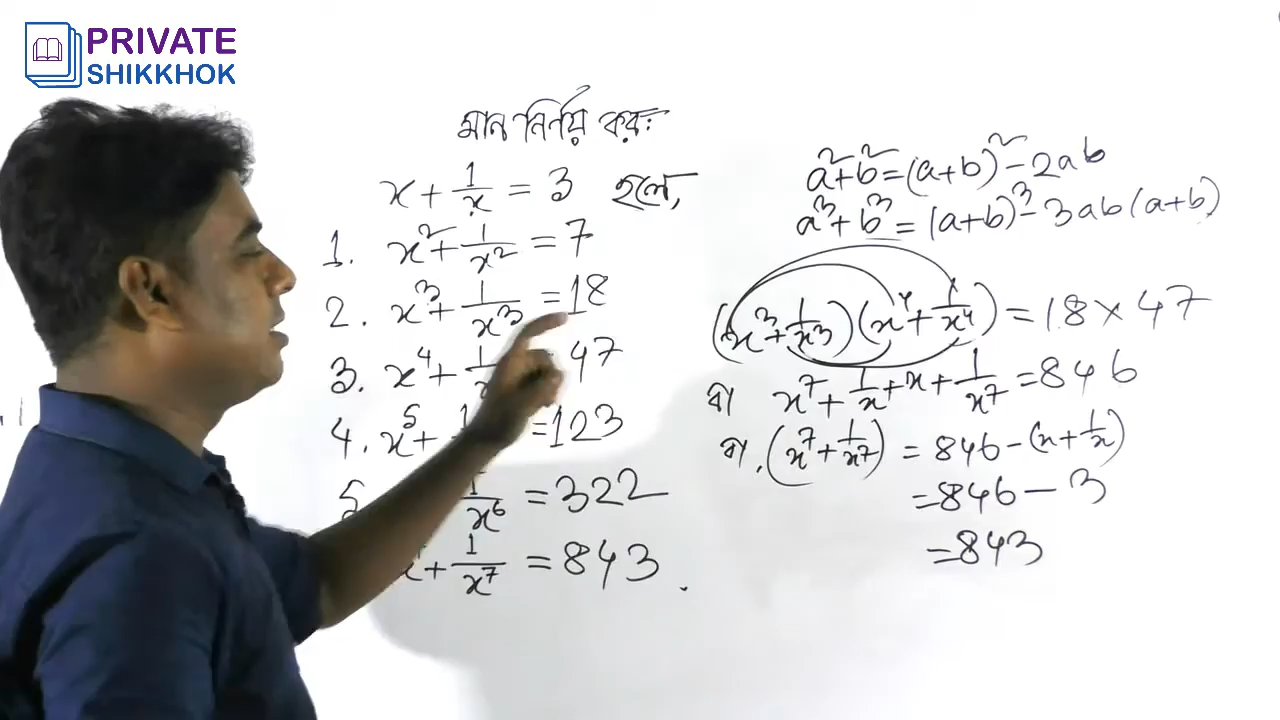 PRIVATE
SHIKKHOK
মান নির্ণয় করঃ
x + 1/x = 3 হলে,
1. x² + 1/x² = 7
2. x³ + 1/x³ = 18
3. x⁴ + 1/x = 47
4. x⁵ + 1 = 123
5. 1/x⁶ = 322
x + 1/x⁷ = 843
a² + b² = (a+b)² - 2ab
a³ + b³ = (a+b)³ - 3ab(a+b)
(x³ + 1/x³)(x⁴ + 1/x⁴) = 18 × 47
বা x⁷ + 1/x + x + 1/x⁷ = 846
বা, (x⁷ + 1/x⁷) = 846 - (x + 1/x)
= 846 - 3
= 843